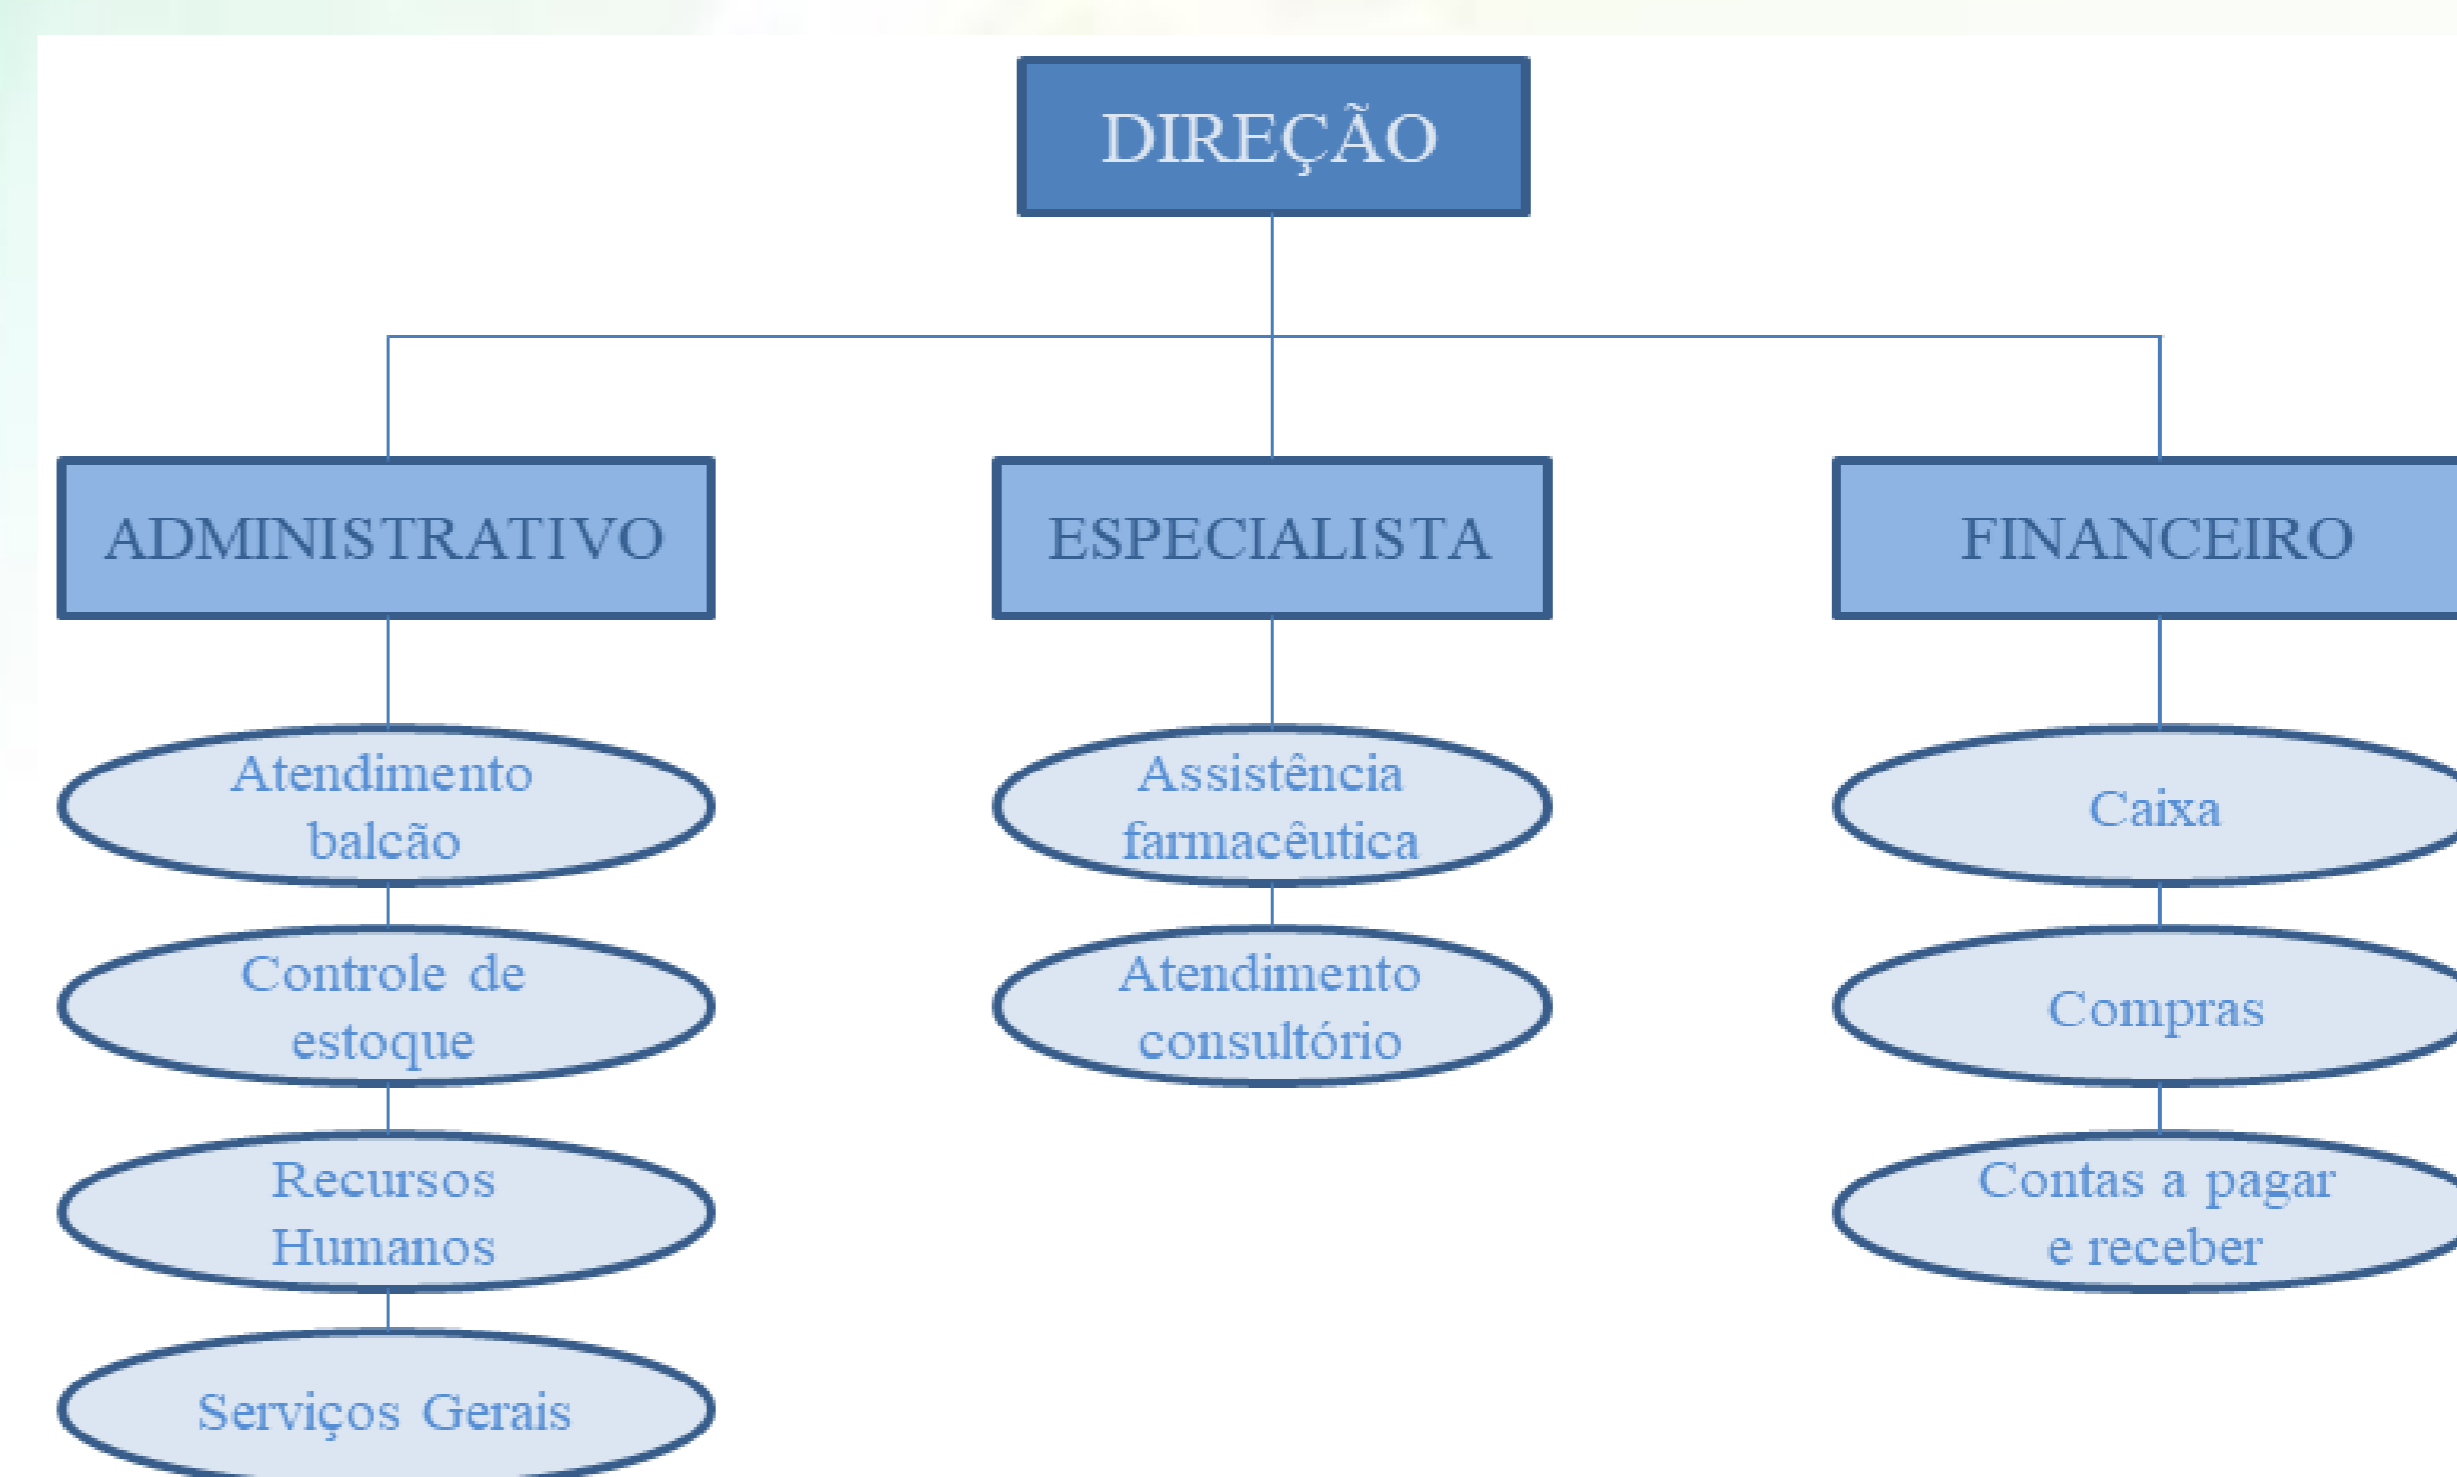 DIREÇÃO
ADMINISTRATIVO
ESPECIALISTA
FINANCEIRO
Atendimento
balcão
Assistência
farmacêutica
Caixa
Controle de
estoque
Atendimento
consultório
Compras
Recursos
Humanos
Contas a pagar
e receber
Serviços Gerais